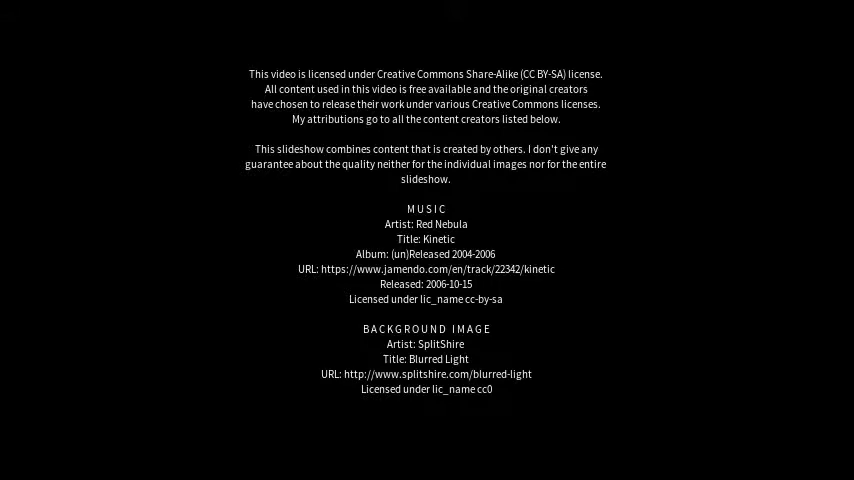 This video is licensed under Creative Commons Share-Alike (CC BY-SA) license.
All content used in this video is free available and the original creators
have chosen to release their work under various Creative Commons licenses.
My attributions go to all the content creators listed below.
This slideshow combines content that is created by others. I don't give any
guarantee about the quality neither for the individual images nor for the entire
slideshow.
MUSIC
Artist: Red Nebula
Title: Kinetic
Album: (un)Released 2004-2006
URL: https://www.jamendo.com/en/track/22342/kinetic
Released: 2006-10-15
Licensed under lic_name cc-by-sa
BACKGROUND IMAGE
Artist: SplitShire
Title: Blurred Light
URL: http://www.splitshire.com/blurred-light
Licensed under lic_name cc0